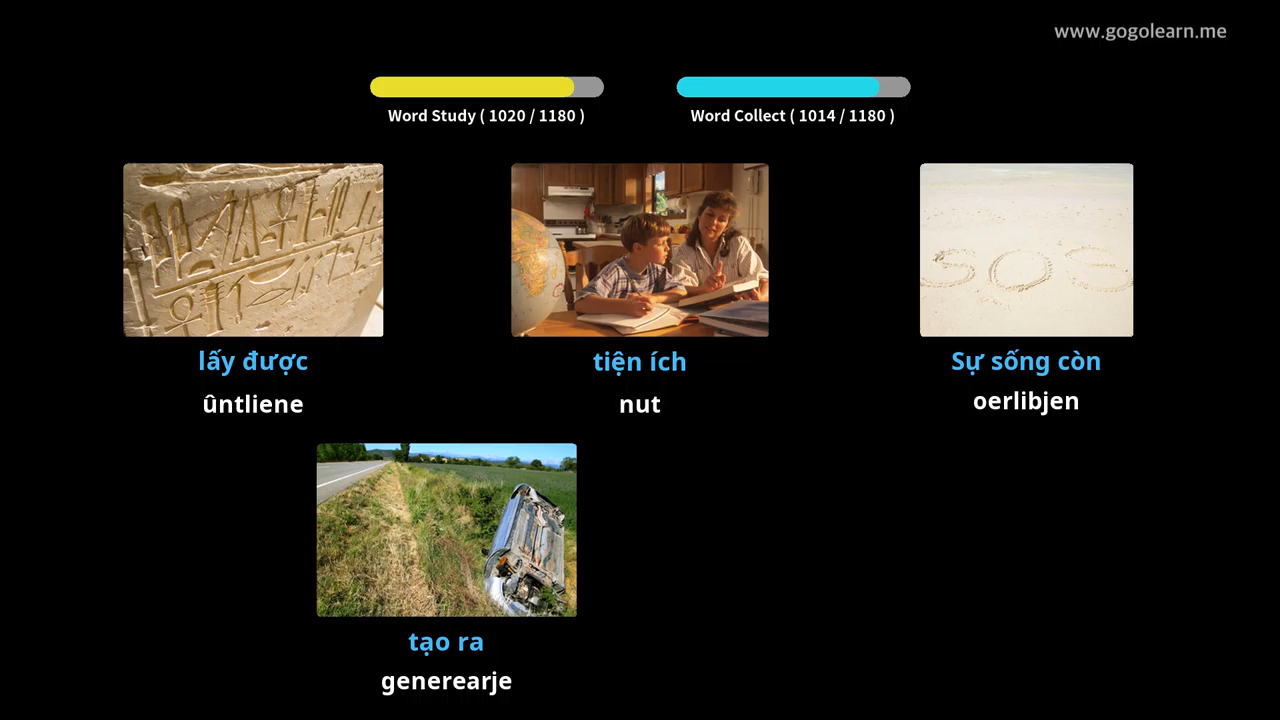 www.gogolearn.me
Word Study ( 1020 / 1180 )
Word Collect ( 1014 / 1180 )
SOS
lấy được
ûntliene
tiện ích
nut
Sự sống còn
oerlibjen
tạo ra
generearje